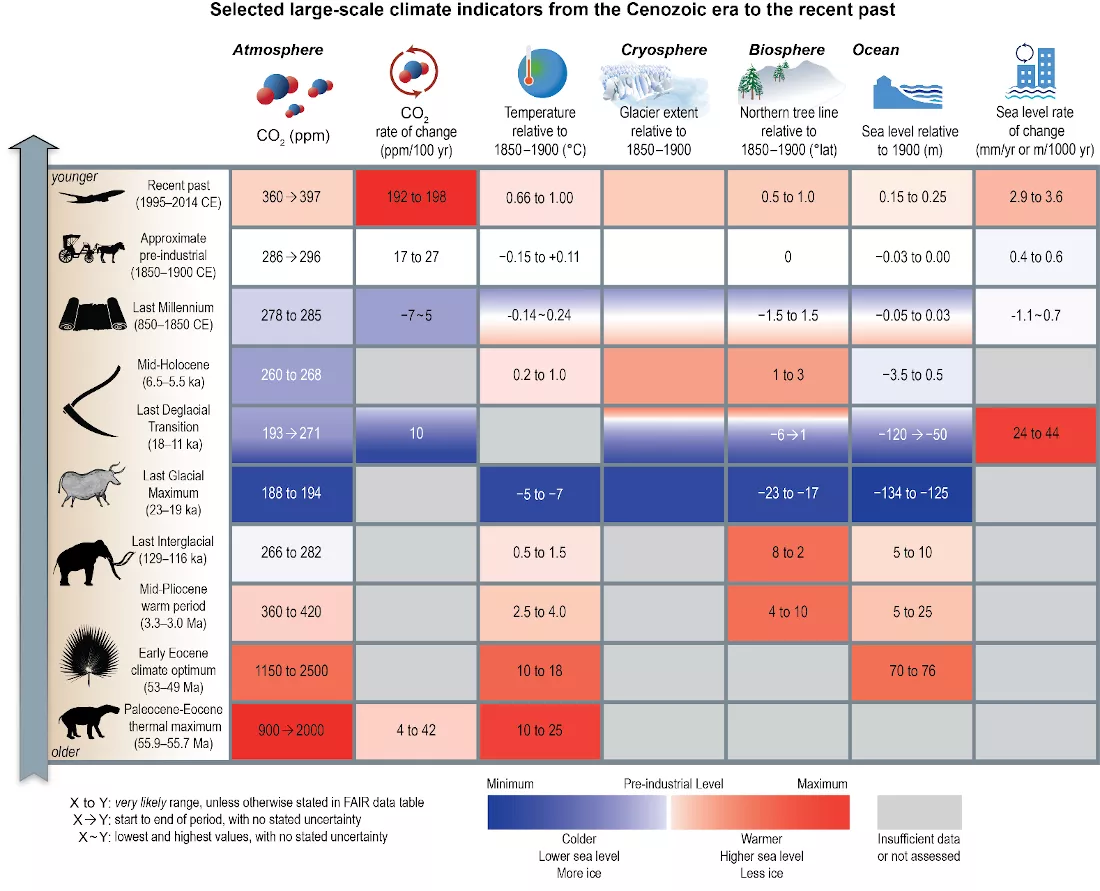 Selected large-scale climate indicators from the Cenozoic era to the recent past
Atmosphere
Cryosphere
Biosphere
Ocean
CO₂ (ppm)
CO₂
rate of change
(ppm/100 yr)
Temperature
relative to
1850–1900 (°C)
Glacier extent
relative to
1850–1900
Northern tree line
relative to
1850–1900 (°lat)
Sea level relative
to 1900 (m)
Sea level rate
of change
(mm/yr or m/1000 yr)
younger
Recent past
(1995–2014 CE)
360→397
192 to 198
0.66 to 1.00
0.5 to 1.0
0.15 to 0.25
2.9 to 3.6
Approximate
pre-industrial
(1850–1900 CE)
286→296
17 to 27
−0.15 to +0.11
0
−0.03 to 0.00
0.4 to 0.6
Last Millennium
(850–1850 CE)
278 to 285
−7~5
-0.14~0.24
−1.5 to 1.5
−0.05 to 0.03
-1.1~0.7
Mid-Holocene
(6.5–5.5 ka)
260 to 268
0.2 to 1.0
1 to 3
−3.5 to 0.5
Last Deglacial
Transition
(18–11 ka)
193→271
10
−6→1
−120 →−50
24 to 44
Last Glacial
Maximum
(23–19 ka)
188 to 194
−5 to −7
−23 to −17
−134 to −125
Last Interglacial
(129–116 ka)
266 to 282
0.5 to 1.5
8 to 2
5 to 10
Mid-Pliocene
warm period
(3.3–3.0 Ma)
360 to 420
2.5 to 4.0
4 to 10
5 to 25
Early Eocene
climate optimum
(53–49 Ma)
1150 to 2500
10 to 18
70 to 76
Paleocene-Eocene
thermal maximum
(55.9–55.7 Ma)
900→2000
4 to 42
10 to 25
older
X to Y: very likely range, unless otherwise stated in FAIR data table
X→Y: start to end of period, with no stated uncertainty
X~Y: lowest and highest values, with no stated uncertainty
Minimum
Pre-industrial Level
Maximum
Colder
Lower sea level
More ice
Warmer
Higher sea level
Less ice
Insufficient data
or not assessed